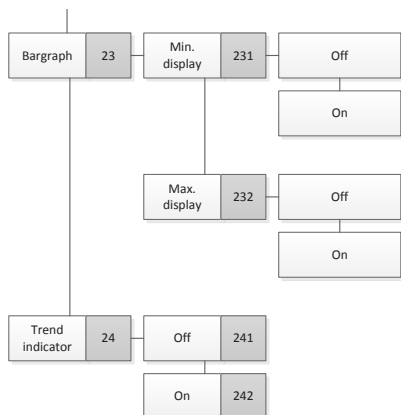 Bargraph 23 Min.
display 231 Off
On
Max.
display 232 Off
On
Trend
indicator 24 Off 241
On 242